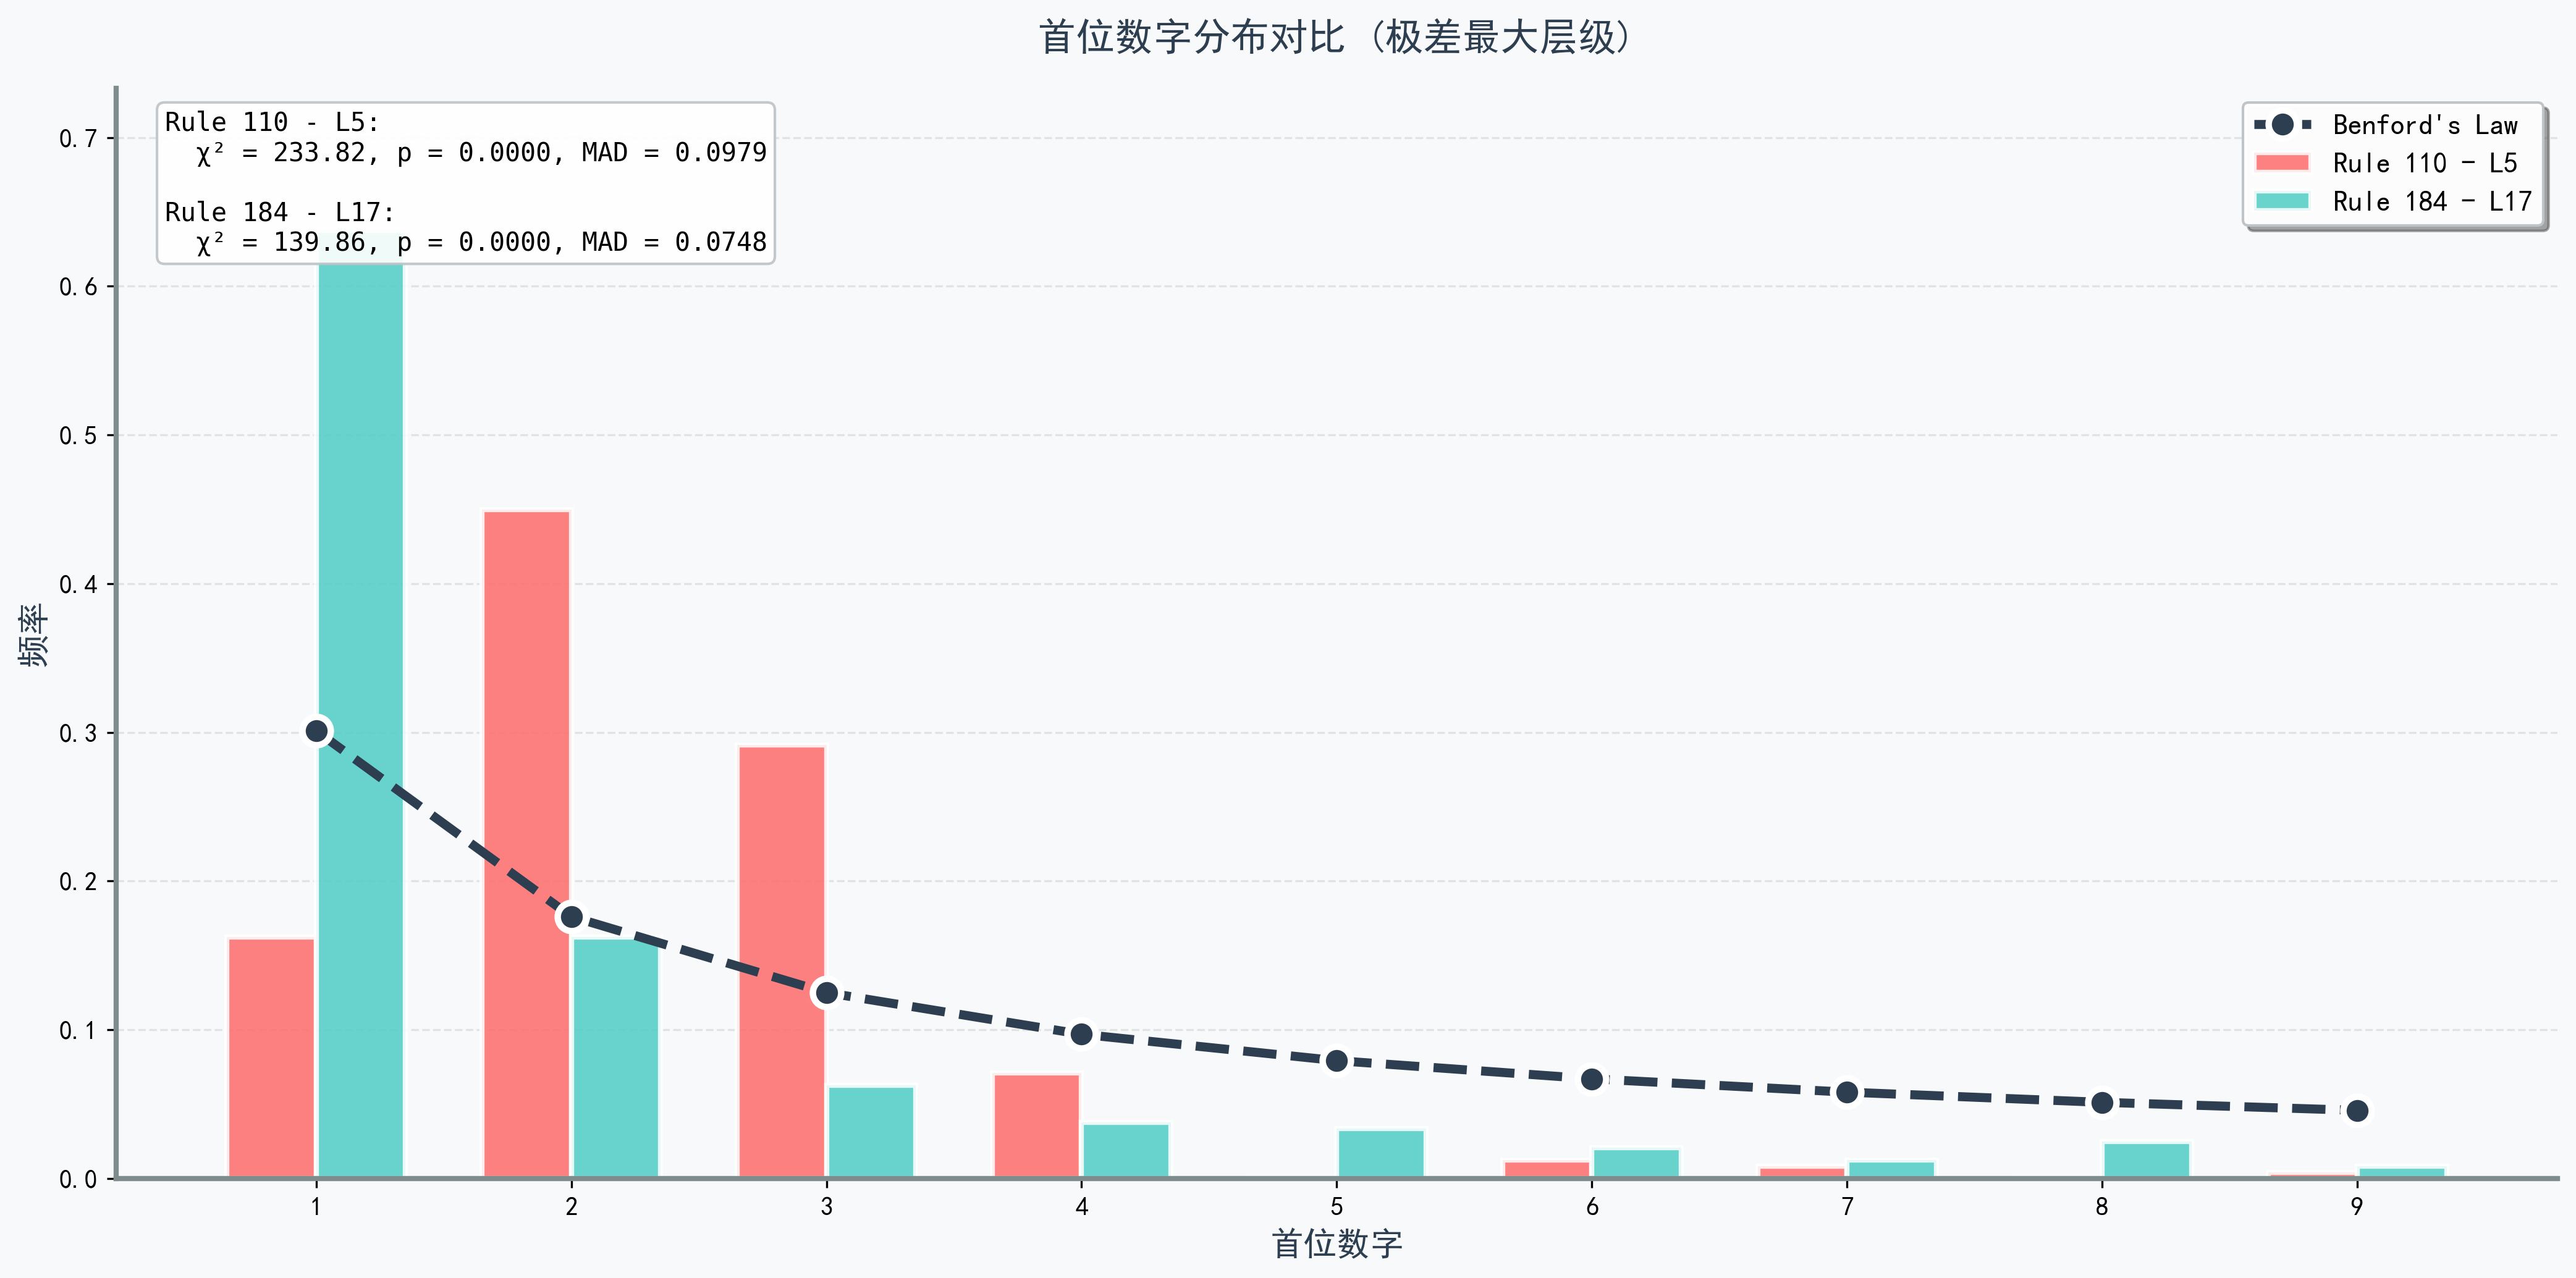 首位数字分布对比 (极差最大层级)
Rule 110 - L5:
χ² = 233.82, p = 0.0000, MAD = 0.0979
Rule 184 - L17:
χ² = 139.86, p = 0.0000, MAD = 0.0748
Benford's Law
Rule 110 - L5
Rule 184 - L17
频率
0.7
0.6
0.5
0.4
0.3
0.2
0.1
0.0
1 2 3 4 5 6 7 8 9
首位数字